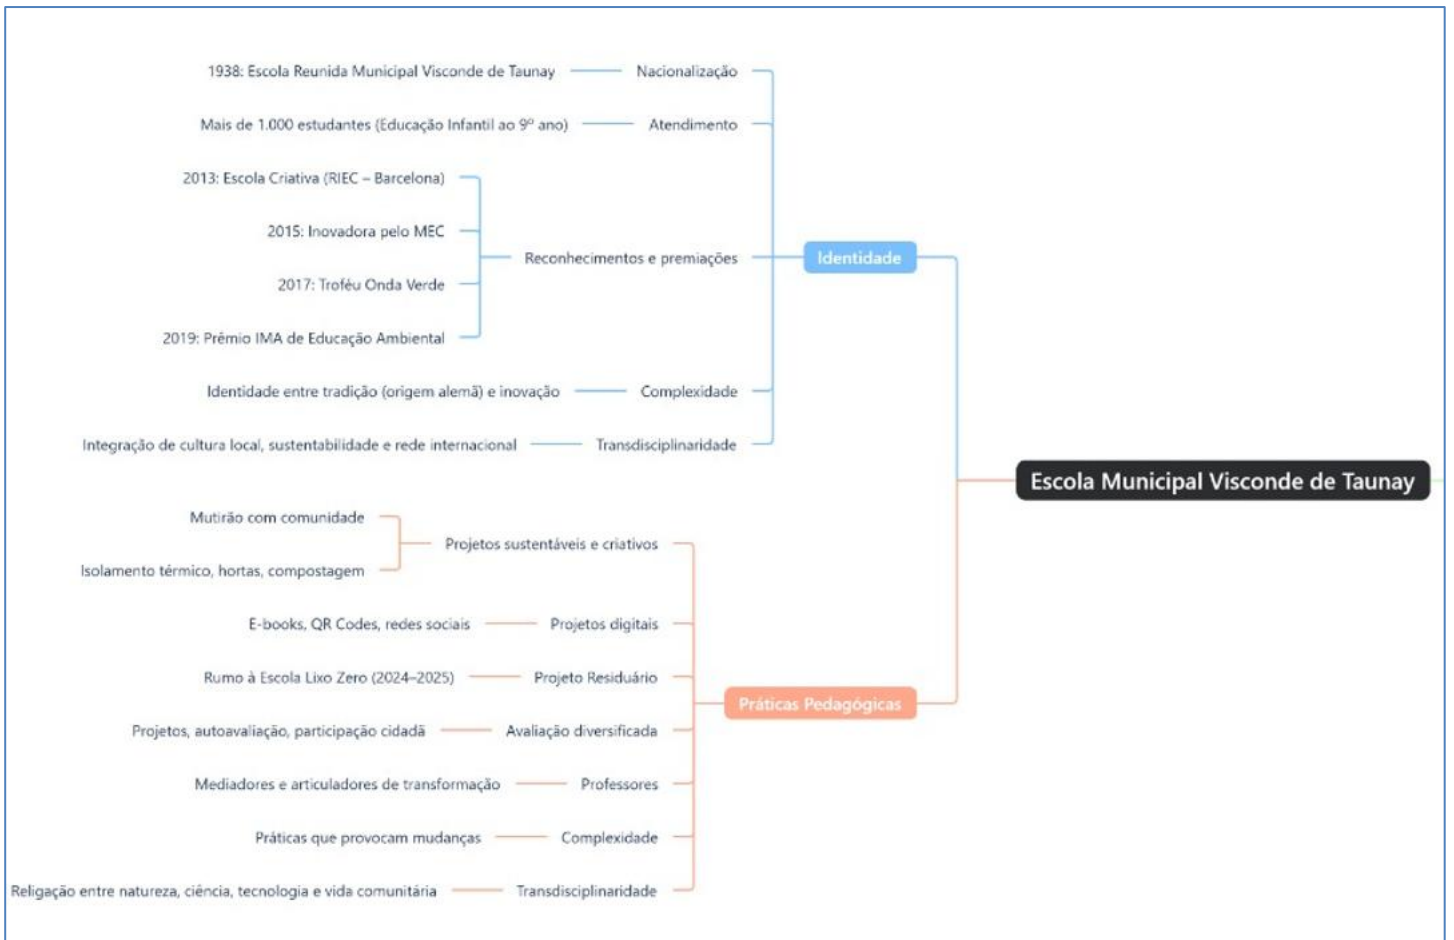 1938: Escola Reunida Municipal Visconde de Taunay
Nacionalização
Mais de 1.000 estudantes (Educação Infantil ao 9º ano)
Atendimento
2013: Escola Criativa (RIEC – Barcelona)
2015: Inovadora pelo MEC
2017: Troféu Onda Verde
2019: Prêmio IMA de Educação Ambiental
Reconhecimentos e premiações
Identidade entre tradição (origem alemã) e inovação
Complexidade
Integração de cultura local, sustentabilidade e rede internacional
Transdisciplinaridade
Identidade
Escola Municipal Visconde de Taunay
Mutirão com comunidade
Isolamento térmico, hortas, compostagem
Projetos sustentáveis e criativos
E-books, QR Codes, redes sociais
Projetos digitais
Rumo à Escola Lixo Zero (2024–2025)
Projeto Residuário
Projetos, autoavaliação, participação cidadã
Avaliação diversificada
Mediadores e articuladores de transformação
Professores
Práticas que provocam mudanças
Complexidade
Religação entre natureza, ciência, tecnologia e vida comunitária
Transdisciplinaridade
Práticas Pedagógicas